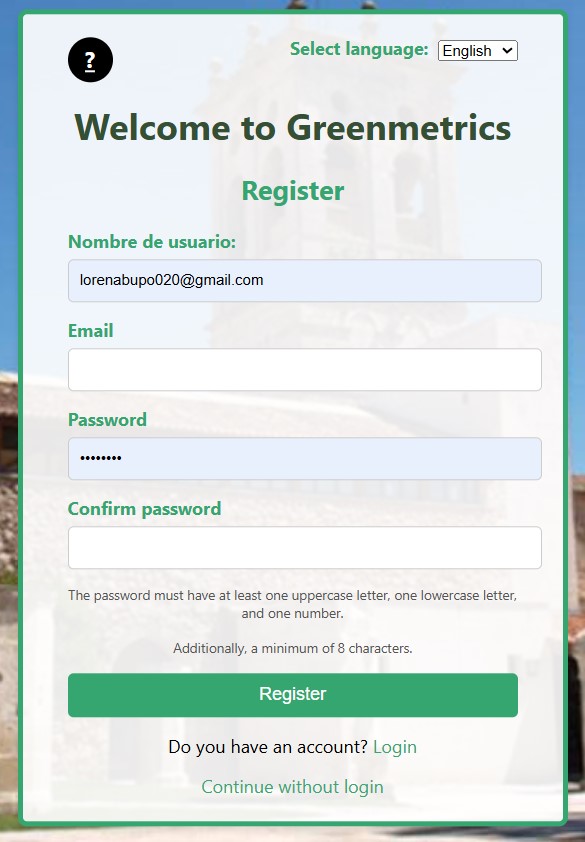 ?
Select language:
English
Welcome to Greenmetrics
Register
Nombre de usuario:
lorenabupo020@gmail.com
Email
Password
••••••••
Confirm password
The password must have at least one uppercase letter, one lowercase letter,
and one number.
Additionally, a minimum of 8 characters.
Register
Do you have an account? Login
Continue without login